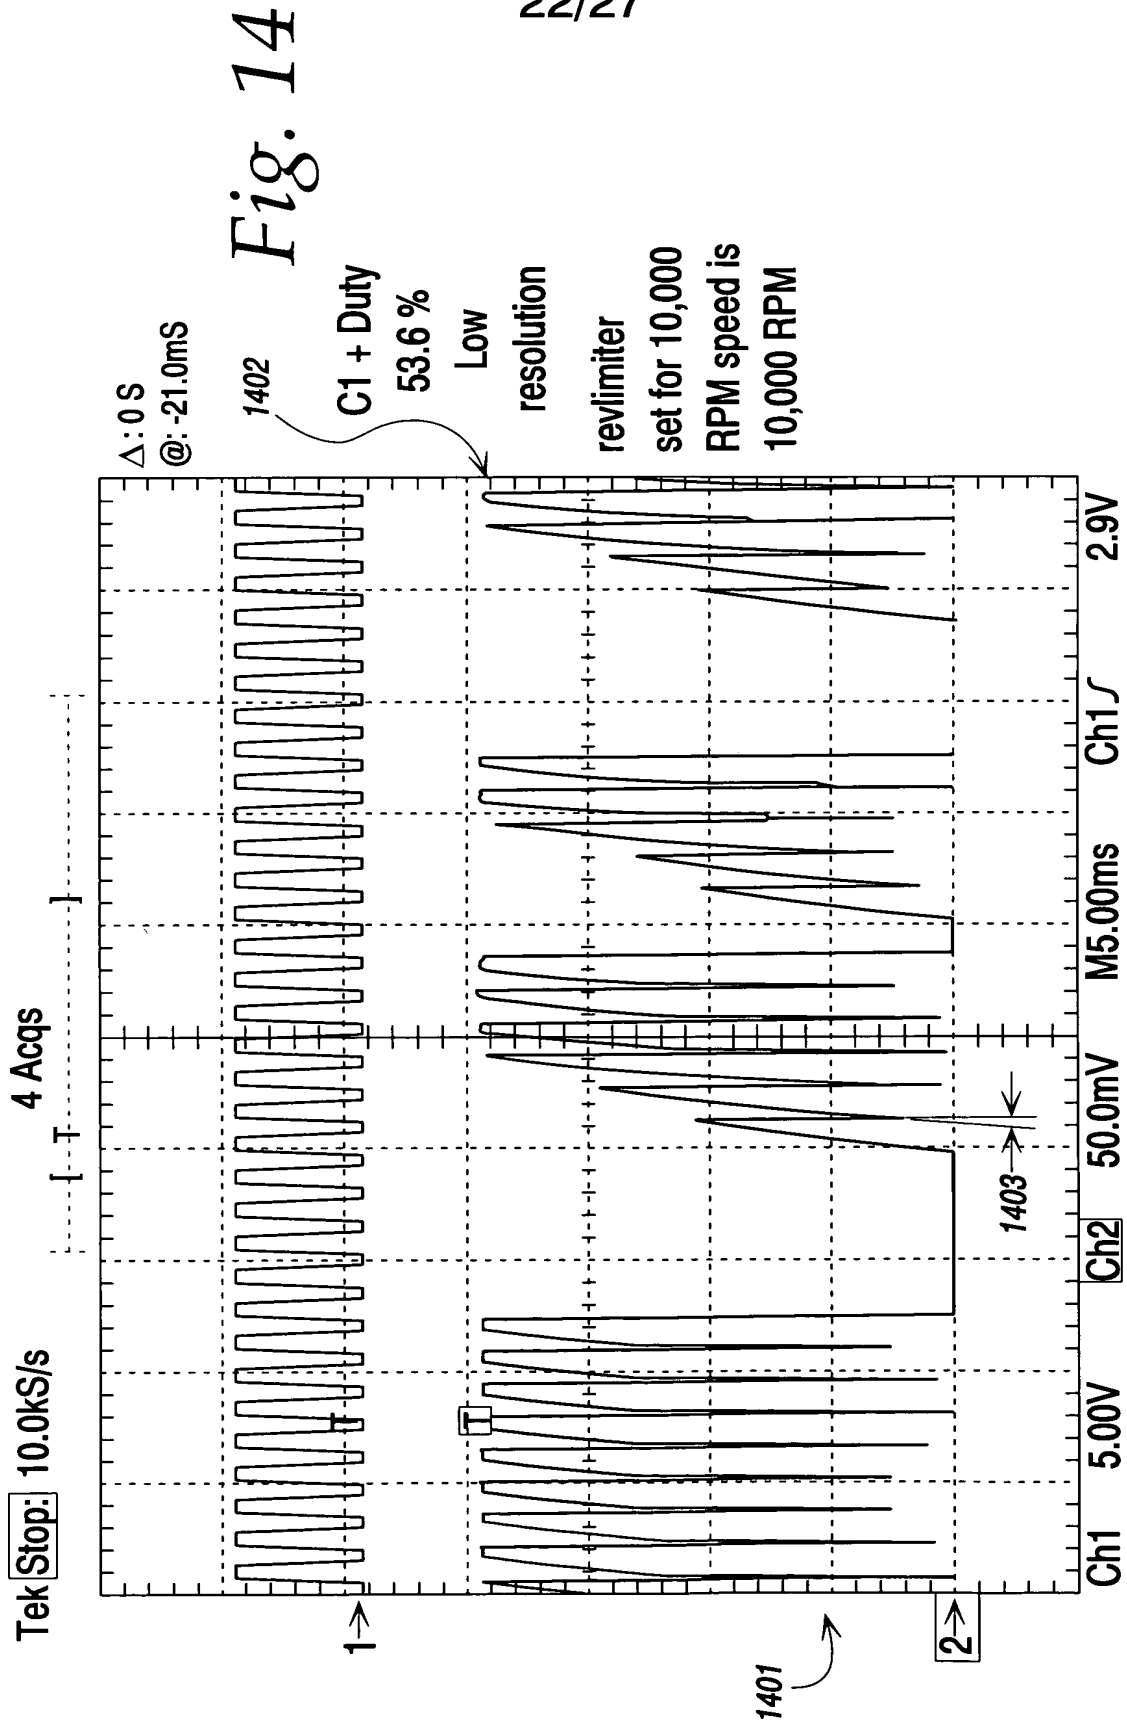 22/27
Fig. 14
Tek Stop: 10.0kS/s 4 Acqs
[ T ]
Δ: 0 S
@: -21.0mS
1402
C1 + Duty
53.6 %
Low
resolution
revlimiter
set for 10,000
RPM speed is
10,000 RPM
1
T
T
1401
2
1403
Ch1 5.00V Ch2 50.0mV M5.00ms Ch1 2.9V